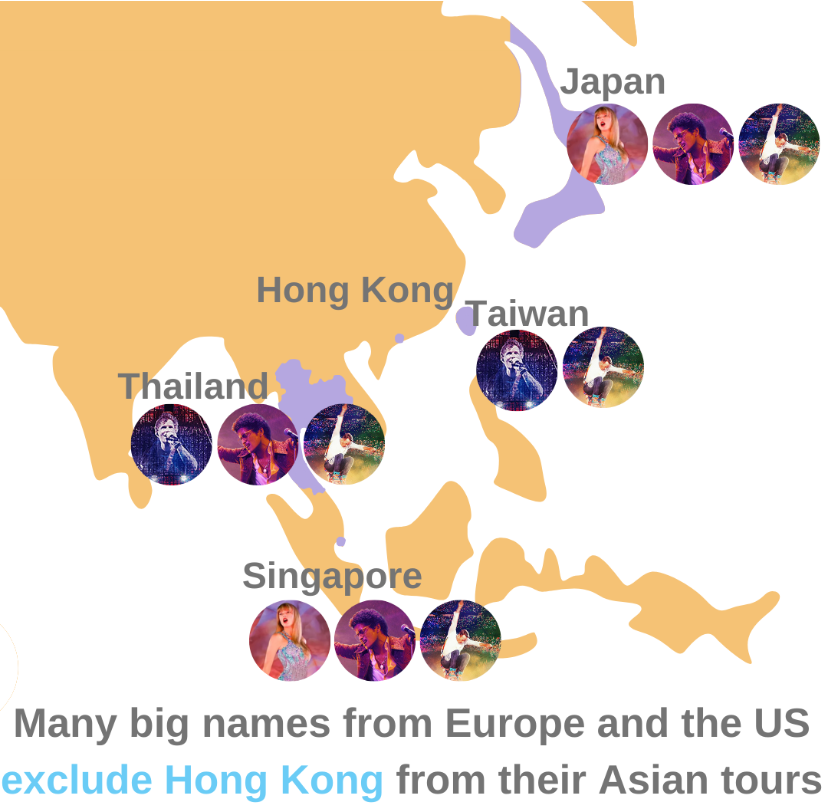 Japan
Hong Kong
Taiwan
Thailand
Singapore
Many big names from Europe and the US
exclude Hong Kong from their Asian tours